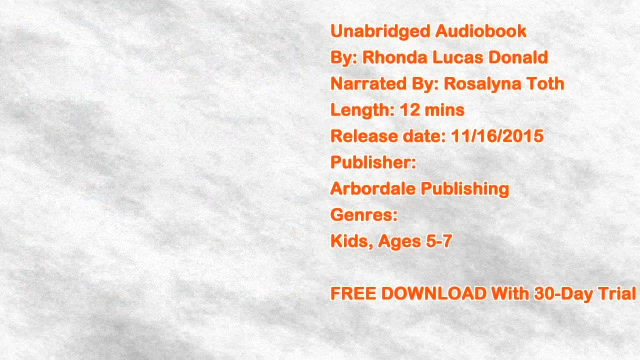 Unabridged Audiobook
By: Rhonda Lucas Donald
Narrated By: Rosalyna Toth
Length: 12 mins
Release date: 11/16/2015
Publisher:
Arbordale Publishing
Genres:
Kids, Ages 5-7
FREE DOWNLOAD With 30-Day Trial